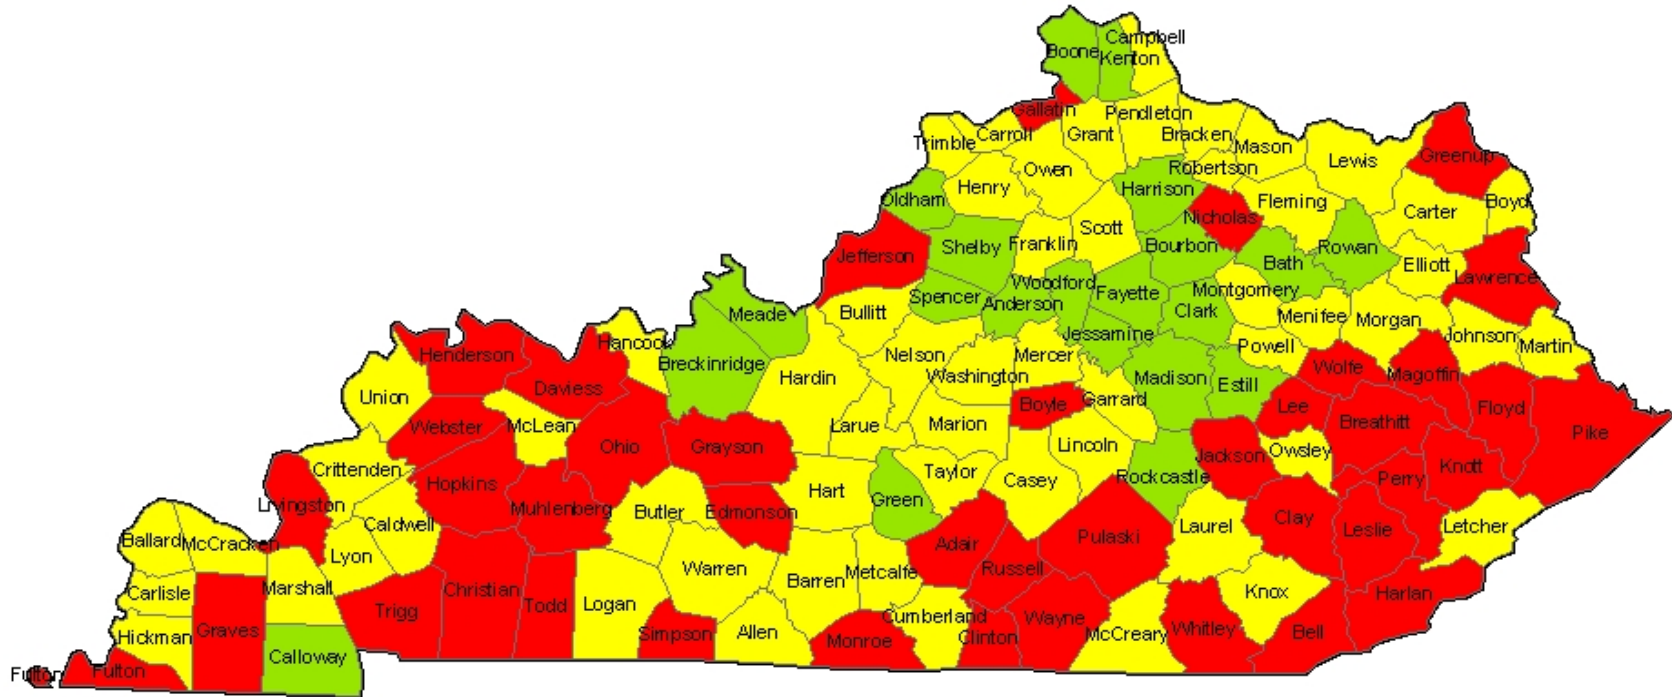 Campbell
Boone
Kenton
Gallatin
Pendleton
Trimble
Carroll
Grant
Bracken
Mason
Robertson
Lewis
Greenup
Owen
Henry
Harrison
Oldham
Fleming
Boyd
Nicholas
Carter
Scott
Shelby
Franklin
Bourbon
Rowan
Jefferson
Bath
Elliott
Lawrence
Woodford
Spencer
Anderson
Fayette
Montgomery
Meade
Bullitt
Clark
Menifee
Morgan
Jessamine
Johnson
Martin
Hancock
Henderson
Breckinridge
Nelson
Mercer
Powell
Washington
Hardin
Madison
Estill
Wolfe
Magoffin
Daviess
Union
Boyle
Garrard
Lee
Floyd
Webster
McLean
Larue
Marion
Breathitt
Pike
Ohio
Grayson
Lincoln
Owsley
Jackson
Crittenden
Taylor
Knott
Hopkins
Hart
Green
Casey
Rockcastle
Perry
Livingston
Muhlenberg
Butler
Edmonson
Caldwell
Laurel
Clay
Letcher
Leslie
Ballard
McCracken
Adair
Pulaski
Lyon
Warren
Barren
Metcalfe
Russell
Carlisle
Marshall
Christian
Knox
Harlan
Trigg
Todd
Logan
Cumberland
Wayne
Hickman
Graves
Simpson
Allen
Monroe
Clinton
McCreary
Whitley
Bell
Calloway
Fulton
Fulton